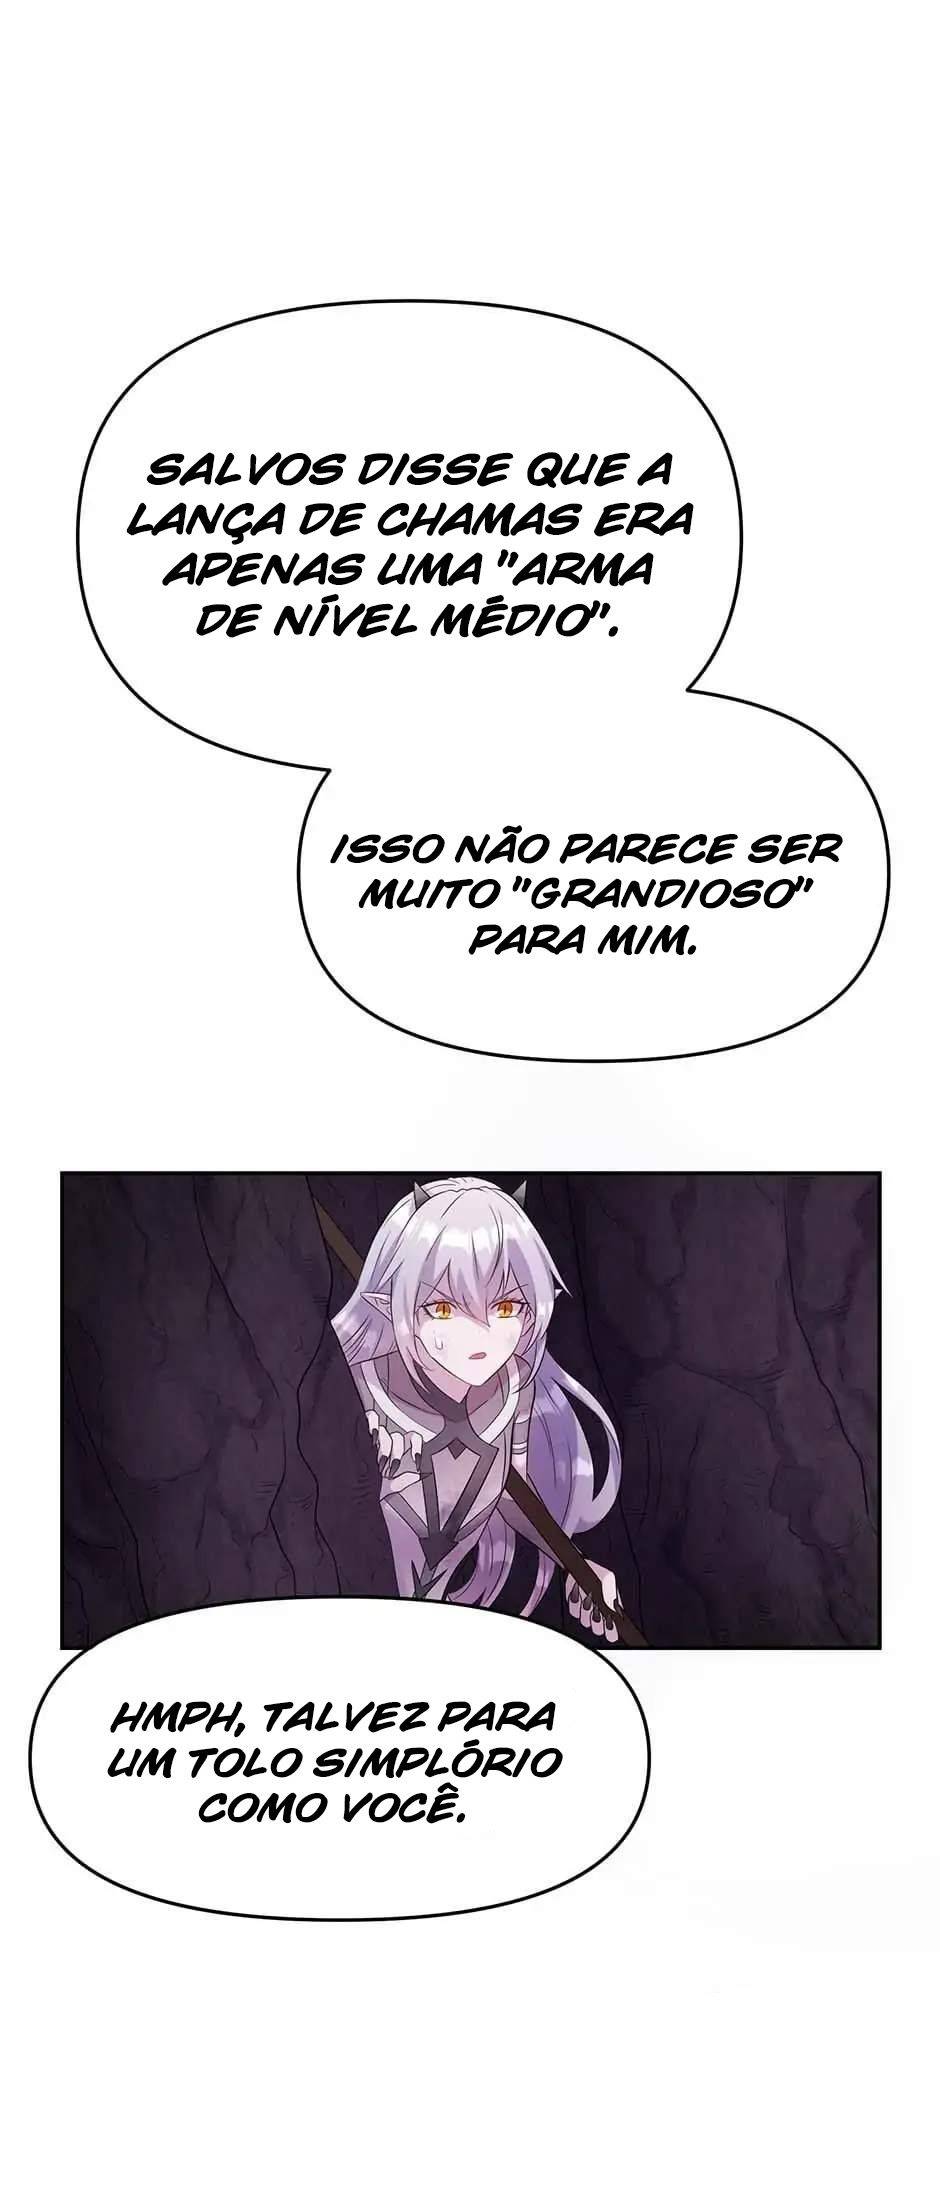 SALVOS DISSE QUE A
LANÇA DE CHAMAS ERA
APENAS UMA "ARMA
DE NÍVEL MÉDIO".
ISSO NÃO PARECE SER
MUITO "GRANDIOSO"
PARA MIM.
HMPH, TALVEZ PARA
UM TOLO SIMPLÓRIO
COMO VOCÊ.